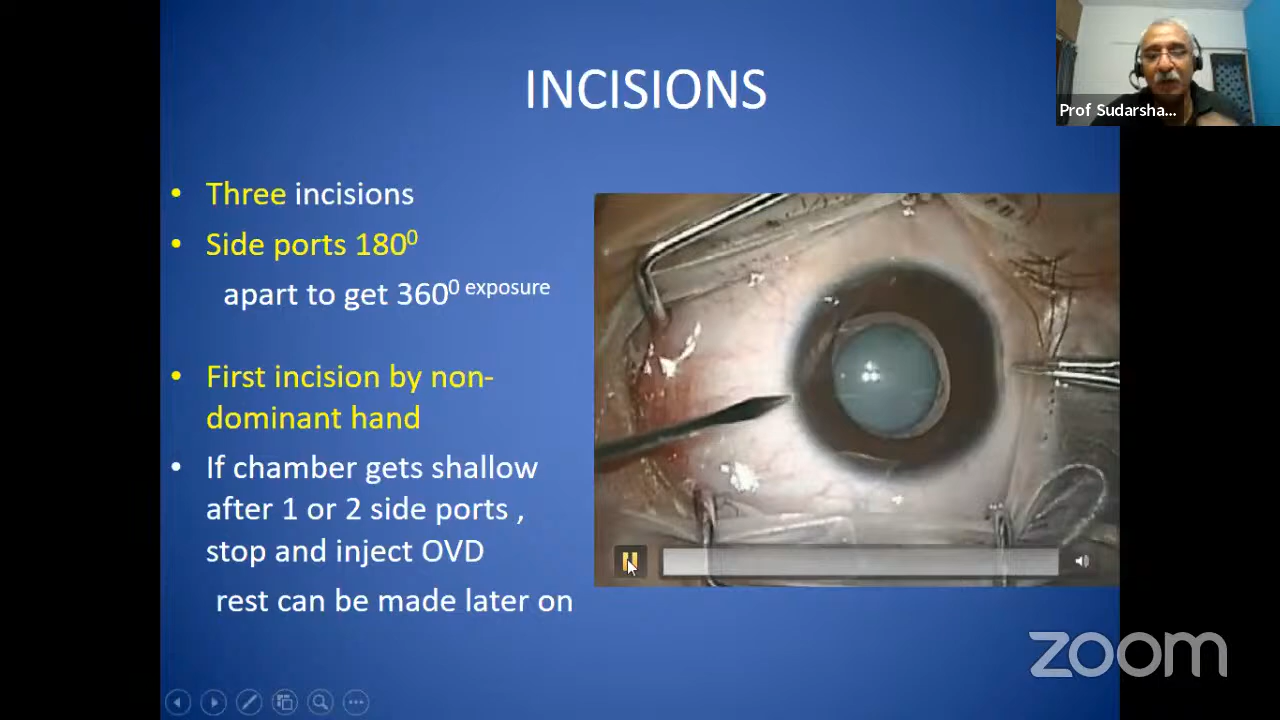 INCISIONS
Prof Sudarsha...
• Three incisions
• Side ports 180⁰
apart to get 360⁰ exposure
• First incision by non-
dominant hand
• If chamber gets shallow
after 1 or 2 side ports ,
stop and inject OVD
rest can be made later on
zoom